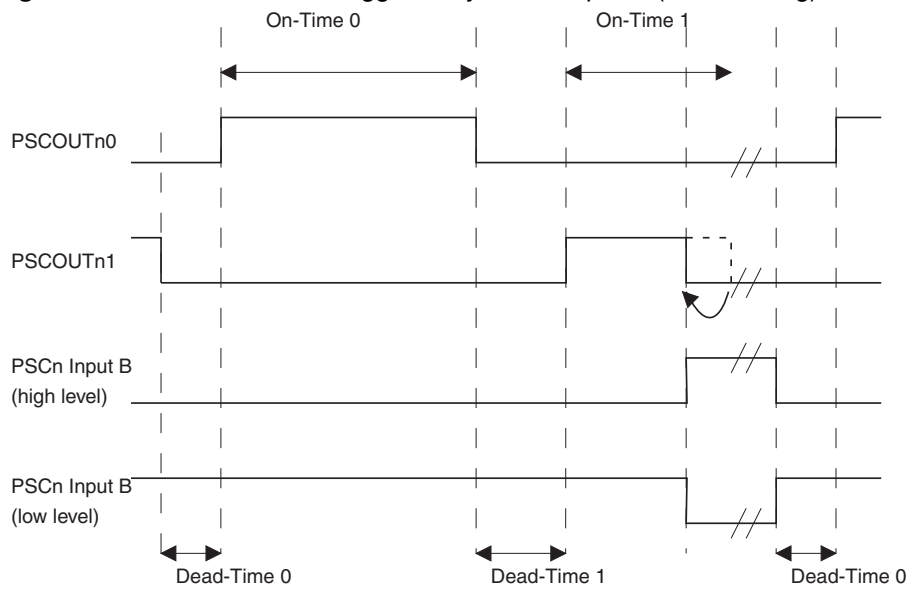 On-Time 0
On-Time 1
PSCOUTn0
PSCOUTn1
PSCn Input B
(high level)
PSCn Input B
(low level)
Dead-Time 0
Dead-Time 1
Dead-Time 0